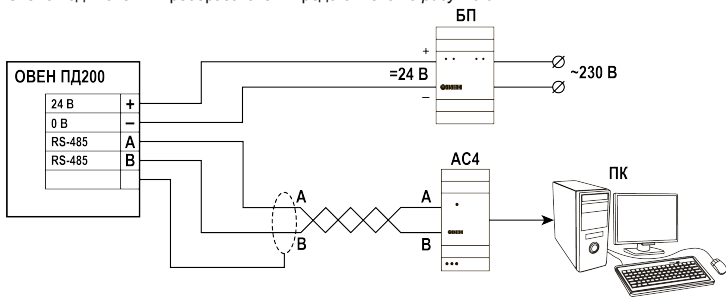 БП
ОВЕН ПД200
24 В +
0 В –
RS-485 A
RS-485 B
+
=24 В
–
~230 В
АС4
A
B
A
B
ПК